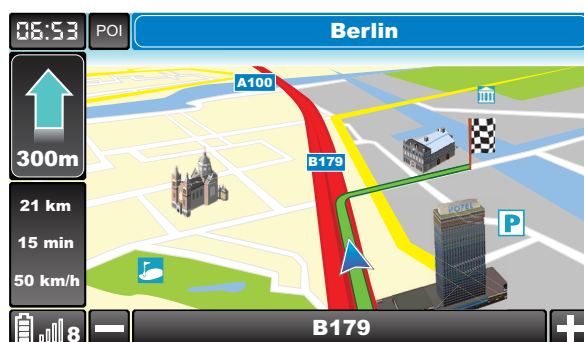 06:53
POI
Berlin
A100
300m
B179
21 km
HOTEL
P
15 min
50 km/h
8
B179